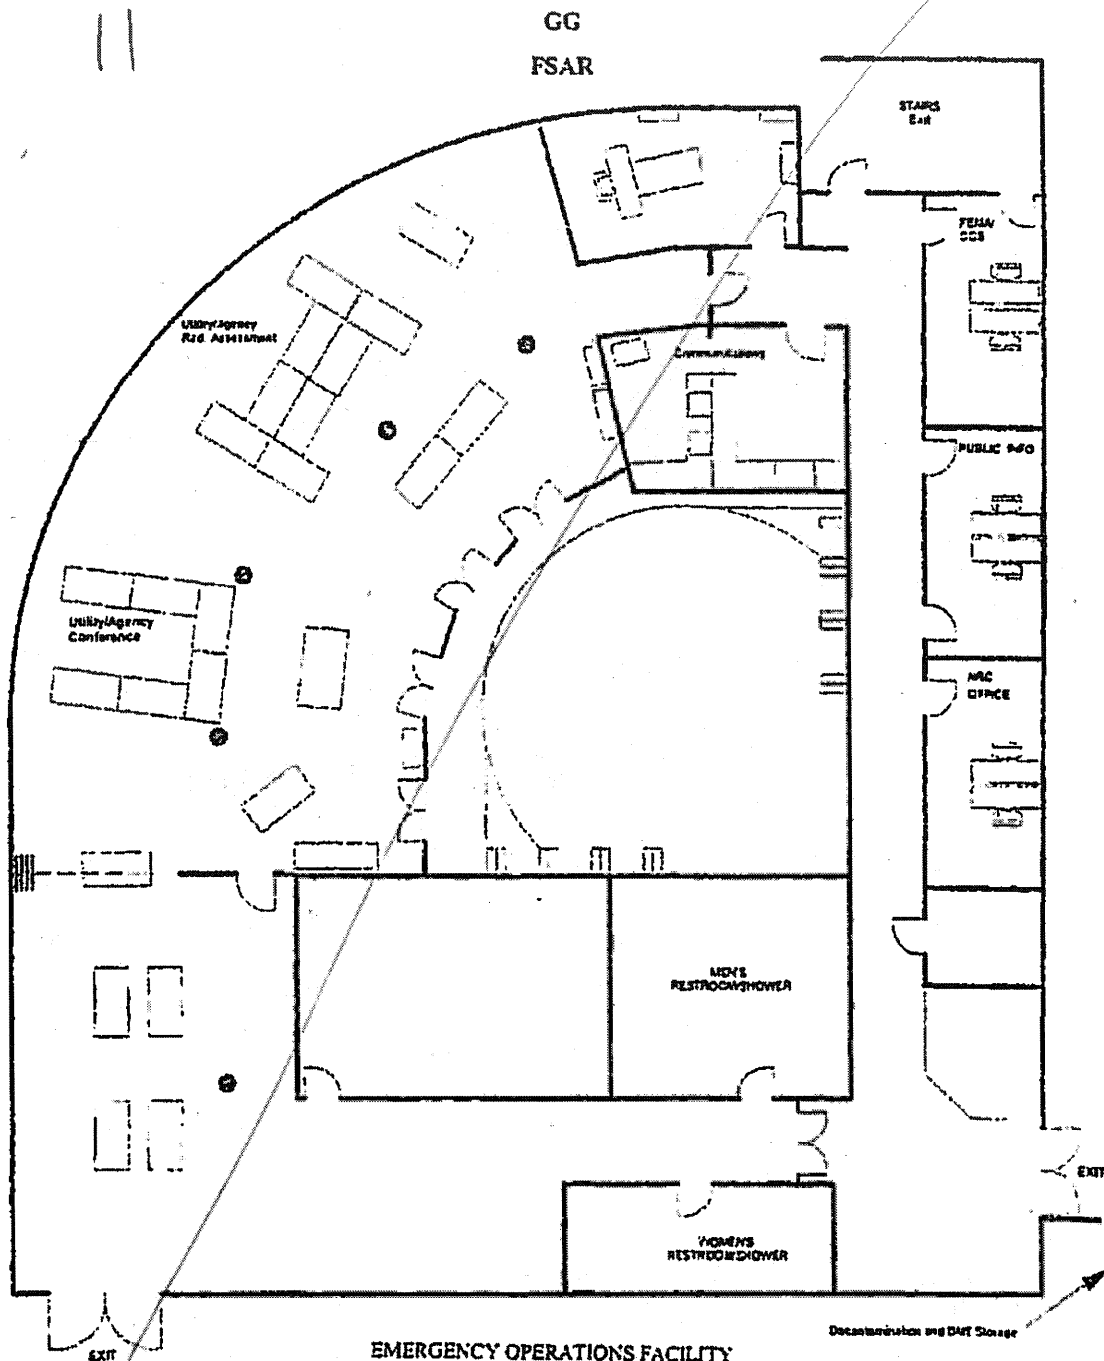 GG
FSAR
STAIRS
Exit
FEMA/
Utility/Agency
Rad. Assessment
Communications
PUBLIC INFO
Utility/Agency
Conference
NRC
OFFICE
MEN'S
RESTROOM/SHOWER
EXIT
WOMEN'S
RESTROOM/SHOWER
Decontamination and DMT Storage
EXIT
EMERGENCY OPERATIONS FACILITY